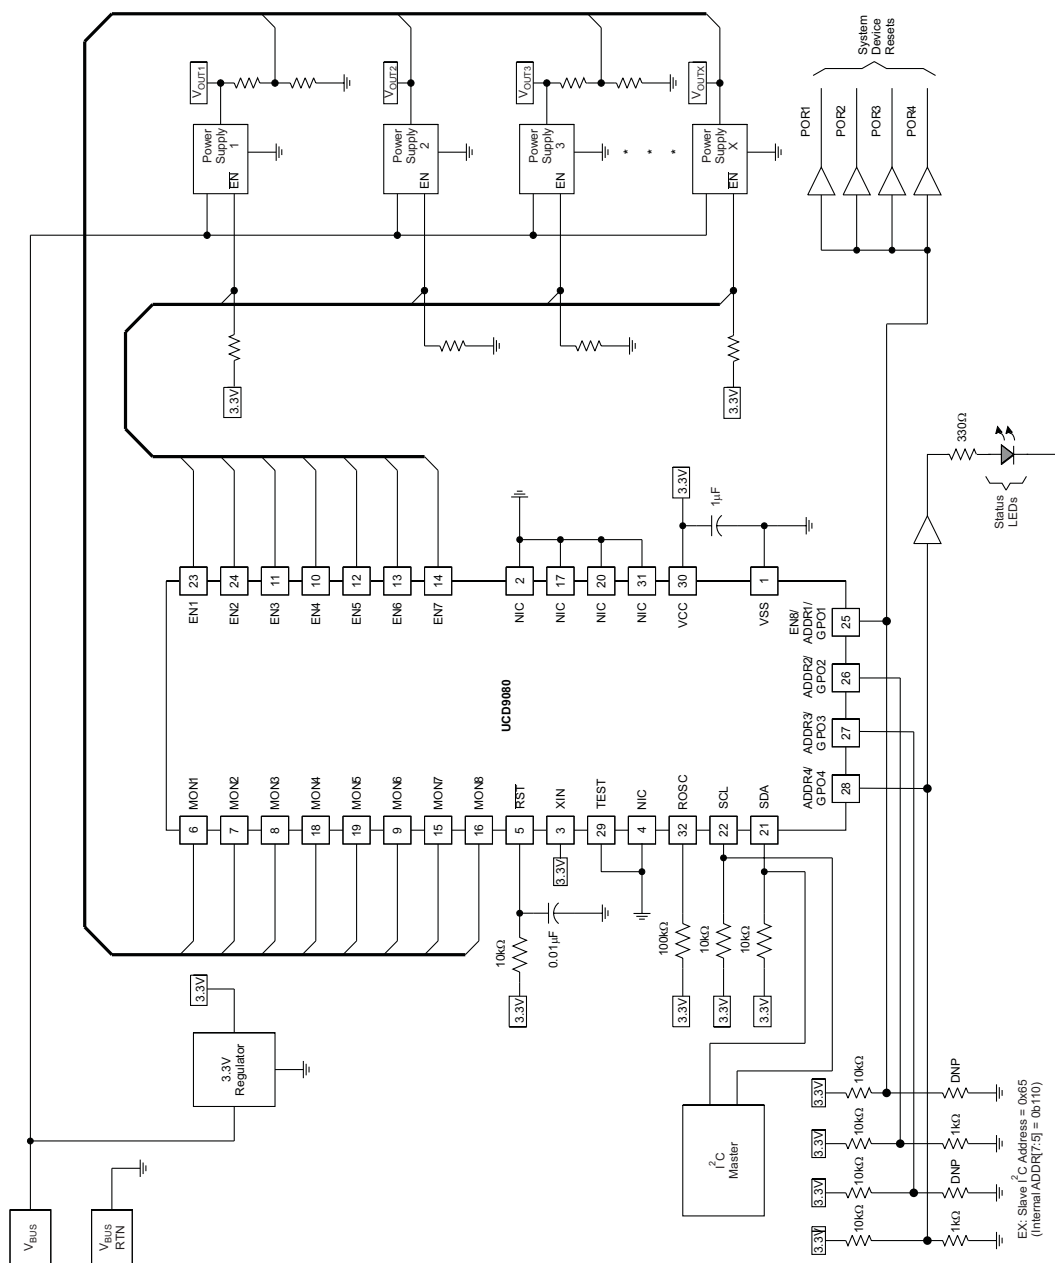 V_BUS
V_BUS
RTN
3.3V
Regulator
3.3V
V_OUT1
V_OUT2
V_OUT3
V_OUTX
Power
Supply
1
EN
Power
Supply
2
EN
Power
Supply
3
EN
* * *
Power
Supply
X
EN
3.3V
3.3V
UCD9080
6
MON1
7
MON2
8
MON3
18
MON4
19
MON5
9
MON6
15
MON7
16
MON8
5
RST
3
XIN
29
TEST
4
NIC
32
ROSC
22
SCL
21
SDA
EN1
23
EN2
24
EN3
11
EN4
10
EN5
12
EN6
13
EN7
14
NIC
2
NIC
17
NIC
20
NIC
31
VCC
30
VSS
1
3.3V
1μF
EN8/
ADDR1/
GPO1
25
ADDR2/
GPO2
26
ADDR3/
GPO3
27
ADDR4/
GPO4
28
3.3V
10kΩ
0.01μF
3.3V
3.3V
100kΩ
3.3V
10kΩ
3.3V
10kΩ
I²C
Master
3.3V
10kΩ
DNP
3.3V
10kΩ
1kΩ
3.3V
10kΩ
DNP
3.3V
10kΩ
1kΩ
EX: Slave I²C Address = 0x65
(Internal ADDR[7:5] = 0b110)
POR1
POR2
POR3
POR4
System
Device
Resets
330Ω
Status
LEDs